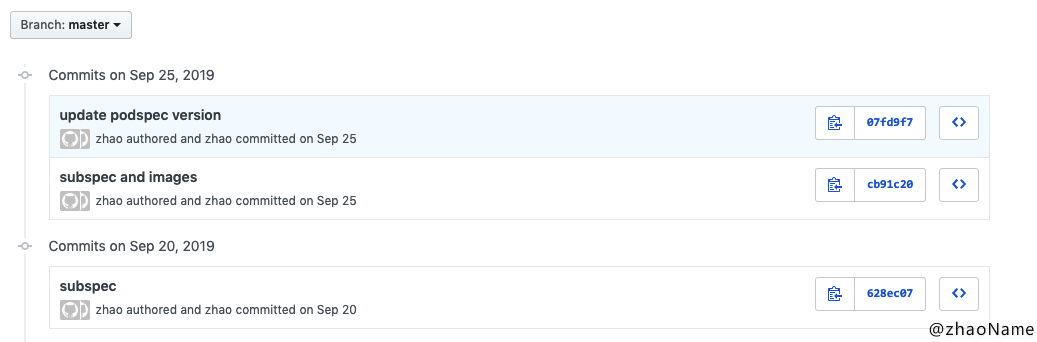 Branch: master
Commits on Sep 25, 2019
update podspec version
07fd9f7
zhao authored and zhao committed on Sep 25
subspec and images
cb91c20
zhao authored and zhao committed on Sep 25
Commits on Sep 20, 2019
subspec
628ec07
zhao authored and zhao committed on Sep 20
@zhaoName